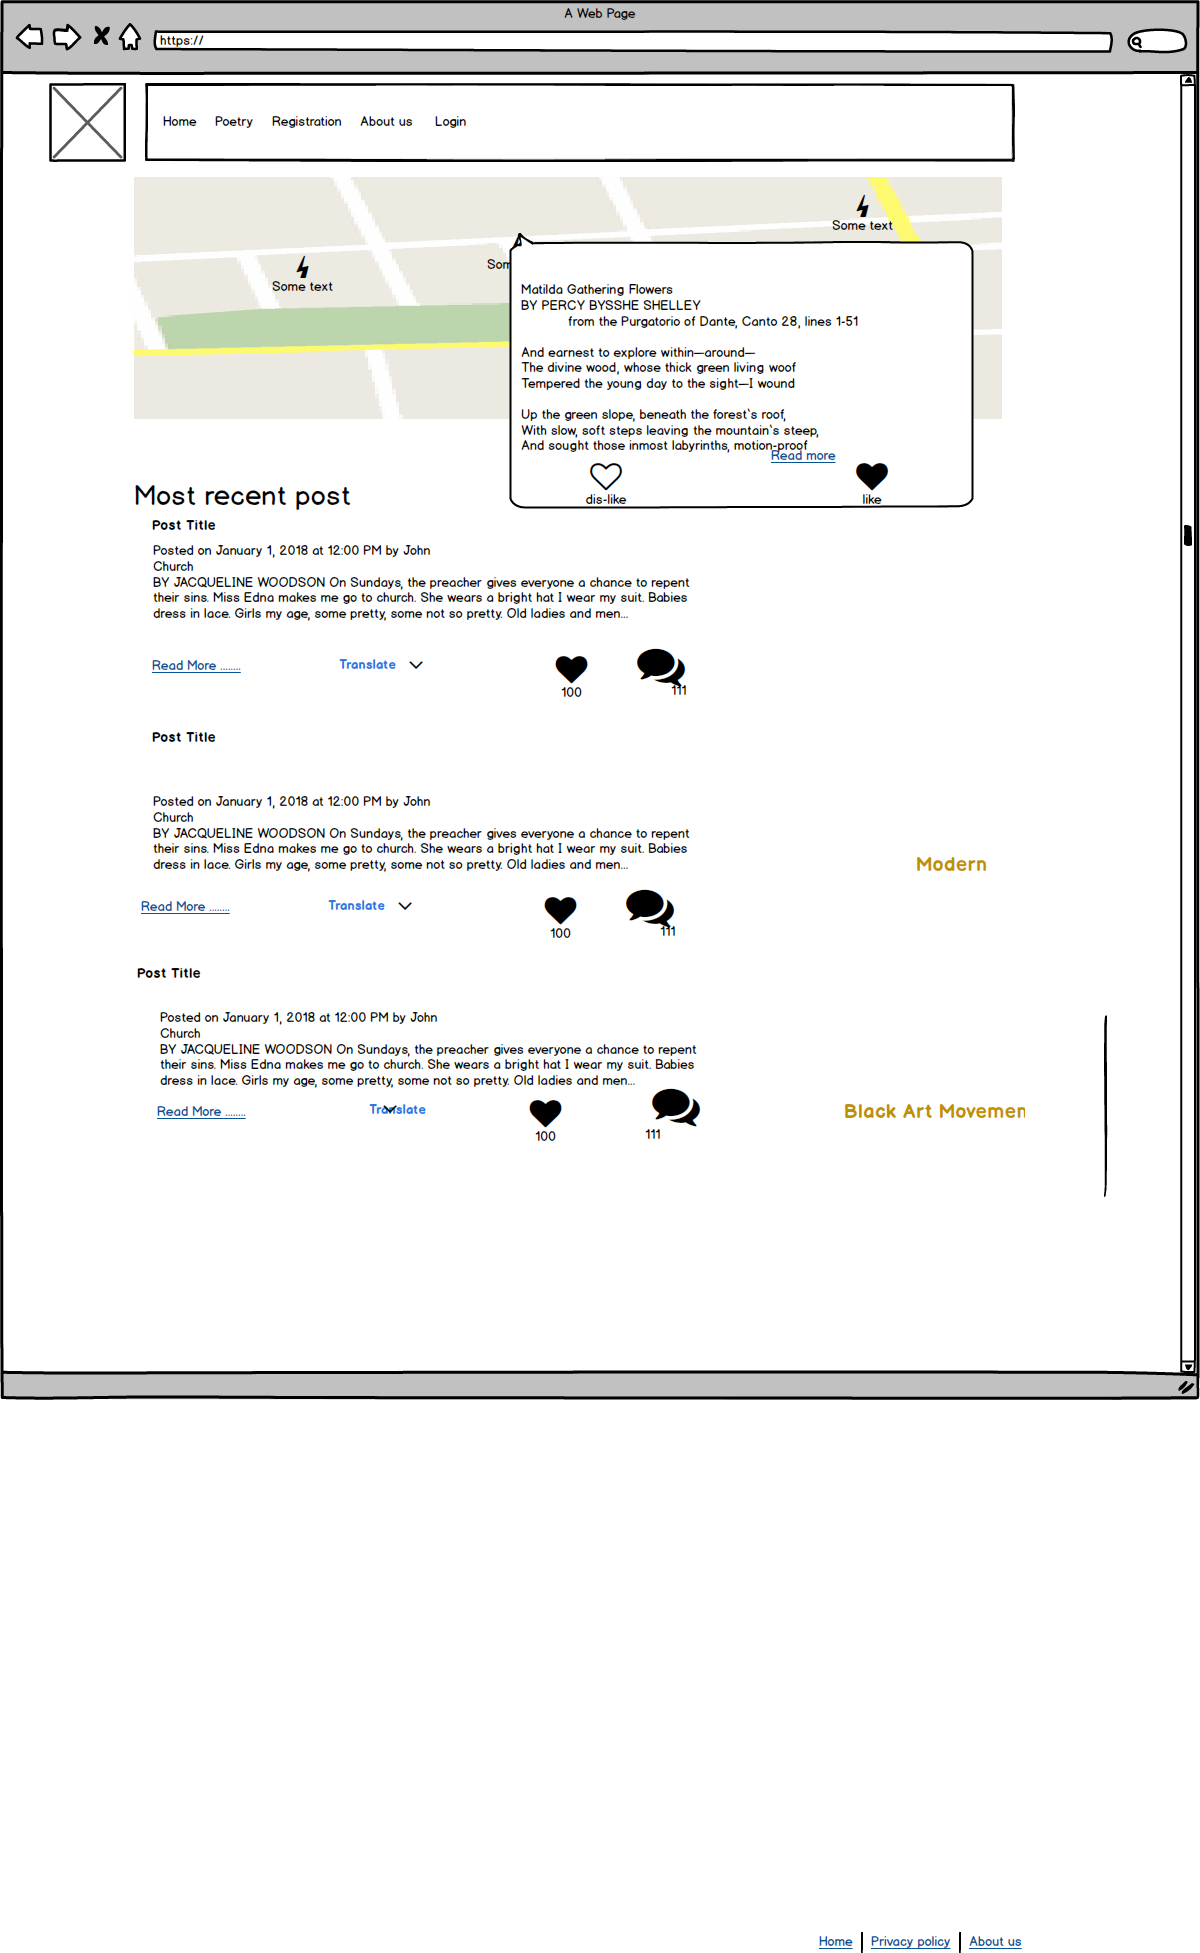 A Web Page
https://
Home Poetry Registration About us Login
Some text
Some text
Som
Matilda Gathering Flowers
BY PERCY BYSSHE SHELLEY
from the Purgatorio of Dante, Canto 28, lines 1-51
And earnest to explore within—around—
The divine wood, whose thick green living woof
Tempered the young day to the sight—I wound
Up the green slope, beneath the forest`s roof,
With slow, soft steps leaving the mountain`s steep,
And sought those inmost labyrinths, motion-proof
Read more
dis-like like
Most recent post
Post Title
Posted on January 1, 2018 at 12:00 PM by John
Church
BY JACQUELINE WOODSON On Sundays, the preacher gives everyone a chance to repent
their sins. Miss Edna makes me go to church. She wears a bright hat I wear my suit. Babies
dress in lace. Girls my age, some pretty, some not so pretty. Old ladies and men...
Read More ........ Translate
100 111
Post Title
Posted on January 1, 2018 at 12:00 PM by John
Church
BY JACQUELINE WOODSON On Sundays, the preacher gives everyone a chance to repent
their sins. Miss Edna makes me go to church. She wears a bright hat I wear my suit. Babies
dress in lace. Girls my age, some pretty, some not so pretty. Old ladies and men...
Modern
Read More ........ Translate
100 111
Post Title
Posted on January 1, 2018 at 12:00 PM by John
Church
BY JACQUELINE WOODSON On Sundays, the preacher gives everyone a chance to repent
their sins. Miss Edna makes me go to church. She wears a bright hat I wear my suit. Babies
dress in lace. Girls my age, some pretty, some not so pretty. Old ladies and men...
Read More ........ Translate
Black Art Movemen
100 111
Home Privacy policy About us